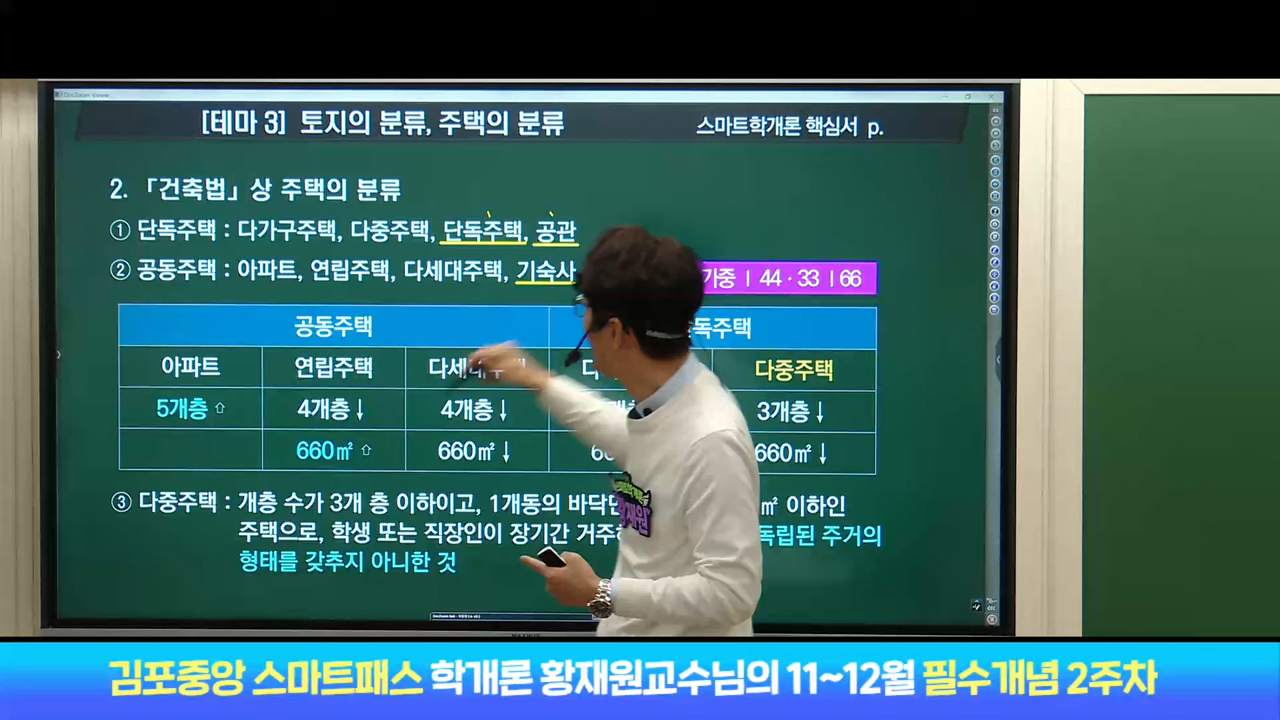 DocZoom Viewer
[테마 3] 토지의 분류, 주택의 분류
스마트학개론 핵심서 p.
2. 「건축법」상 주택의 분류
① 단독주택 : 다가구주택, 다중주택, 단독주택, 공관
② 공동주택 : 아파트, 연립주택, 다세대주택, 기숙사
가중 | 44 · 33 | 66
공동주택 독주택
아파트 연립주택 다세 다중주택
5개층⇧ 4개층↓ 4개층↓ 3개층↓
660㎡⇧ 660㎡↓ 660㎡↓
③ 다중주택 : 개층 수가 3개 층 이하이고, 1개동의 바닥 ㎡ 이하인
주택으로, 학생 또는 직장인이 장기간 거주 독립된 주거의
형태를 갖추지 아니한 것
황재원
김포중앙 스마트패스 학개론 황재원교수님의 11~12월 필수개념 2주차